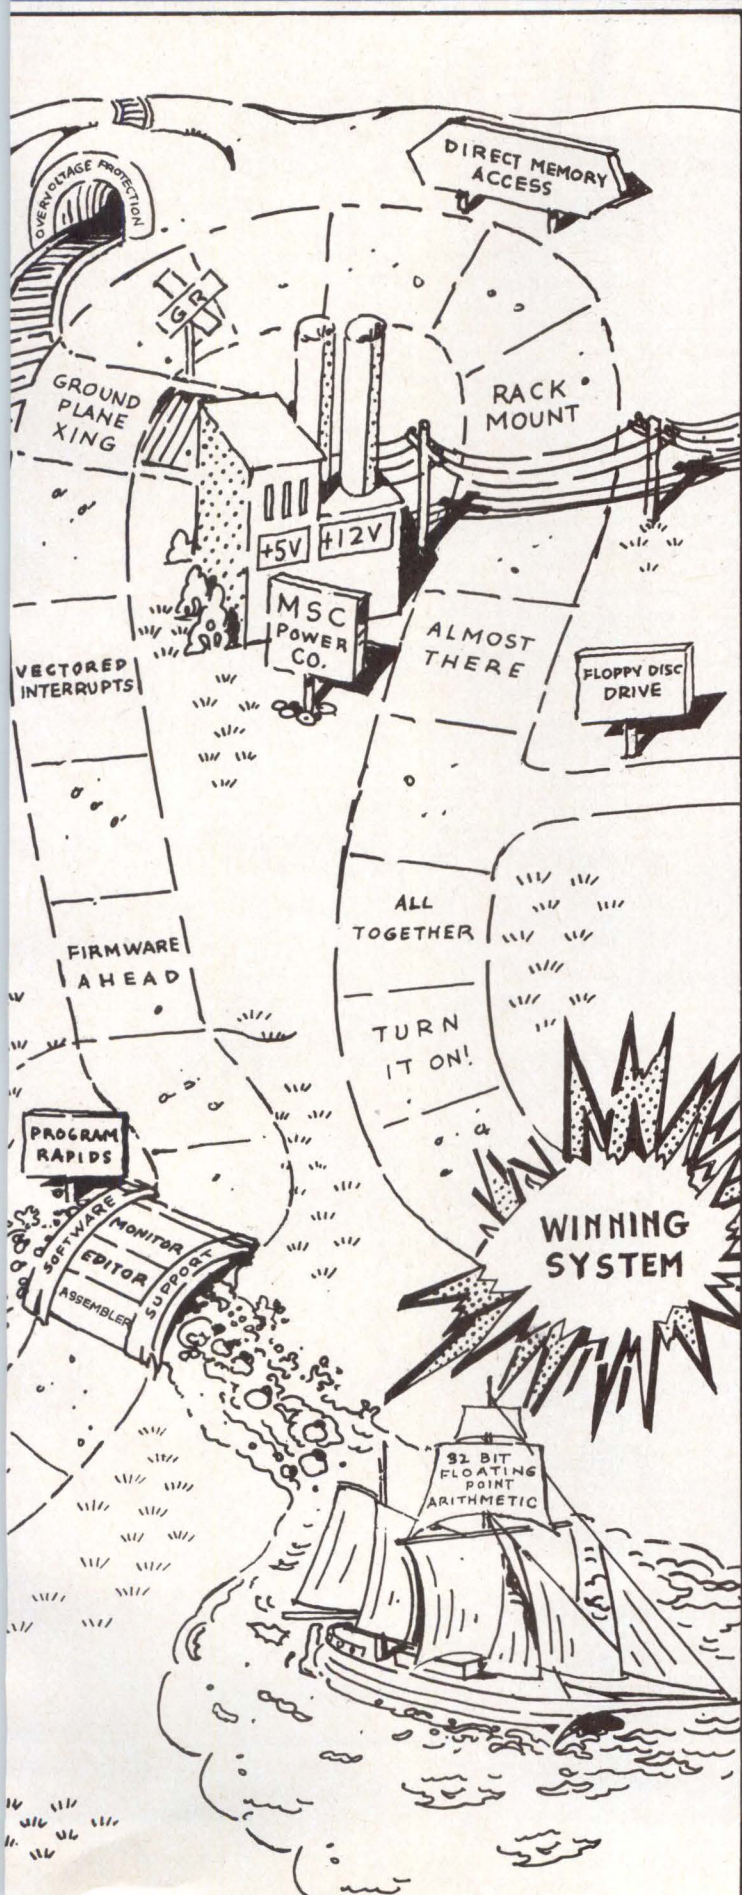 OVERVOLTAGE PROTECTION
DIRECT MEMORY
ACCESS
GR
GROUND
PLANE
XING
RACK
MOUNT
+5V
+12V
MSC
POWER
CO.
ALMOST
THERE
VECTORED
INTERRUPTS
FLOPPY DISC
DRIVE
ALL
TOGETHER
FIRMWARE
AHEAD
TURN
IT ON!
PROGRAM
RAPIDS
SOFTWARE
MONITOR
EDITOR
ASSEMBLER
SUPPORT
WINNING
SYSTEM
32 BIT
FLOATING
POINT
ARITHMETIC